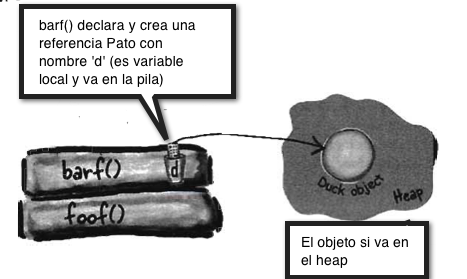 barf() declara y crea una
referencia Pato con
nombre 'd' (es variable
local y va en la pila)
barf()
d
foof()
Duck object
Heap
El objeto si va en
el heap